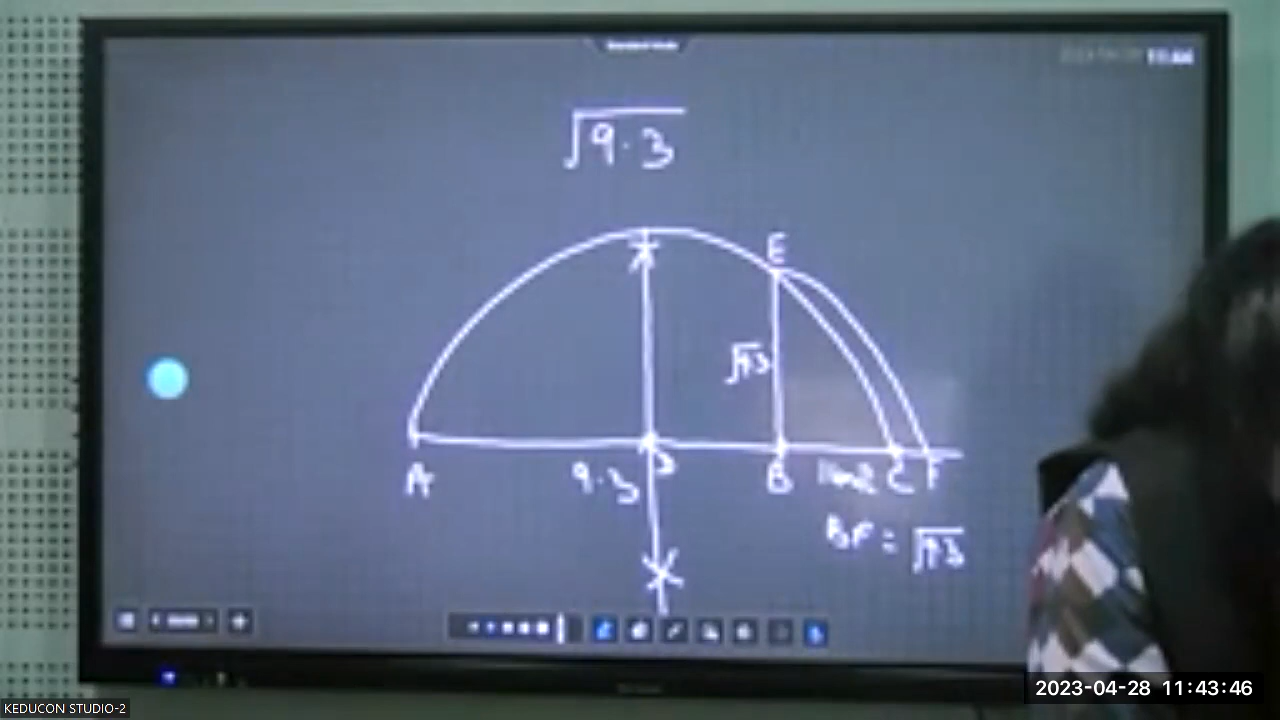 √9.3
E
√9.3
A
9.3
D
B
C
F
BF = √9.3
2023-04-28 11:43:46
KEDUCON STUDIO-2